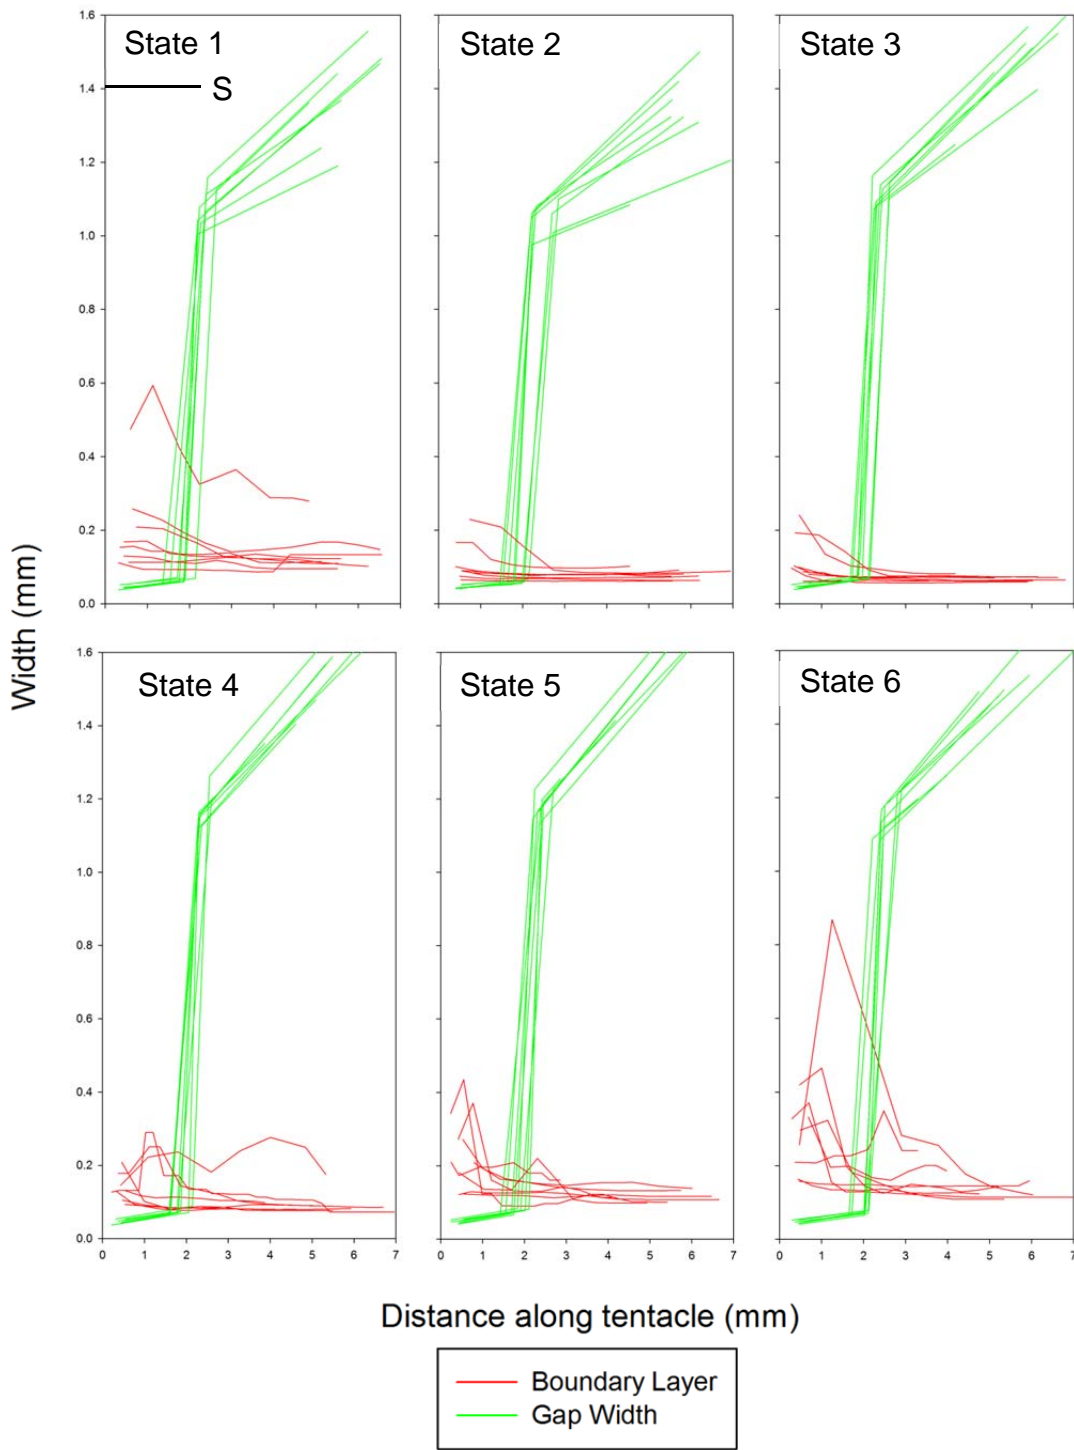 State 1
State 2
State 3
S
1.6
1.4
1.2
1.0
0.8
0.6
0.4
0.2
0.0
Width (mm)
State 4
State 5
State 6
1.6
1.4
1.2
1.0
0.8
0.6
0.4
0.2
0.0
0 1 2 3 4 5 6 7
0 1 2 3 4 5 6 7
0 1 2 3 4 5 6 7
Distance along tentacle (mm)
Boundary Layer
Gap Width